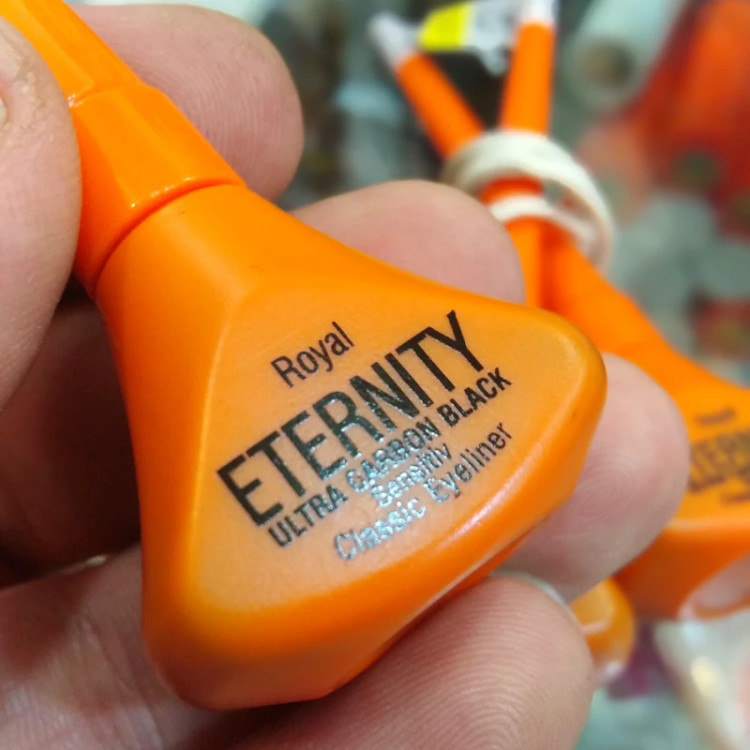 Royal
ETERNITY
ULTRA CARBON BLACK
Sensitiv
Classic Eyeliner